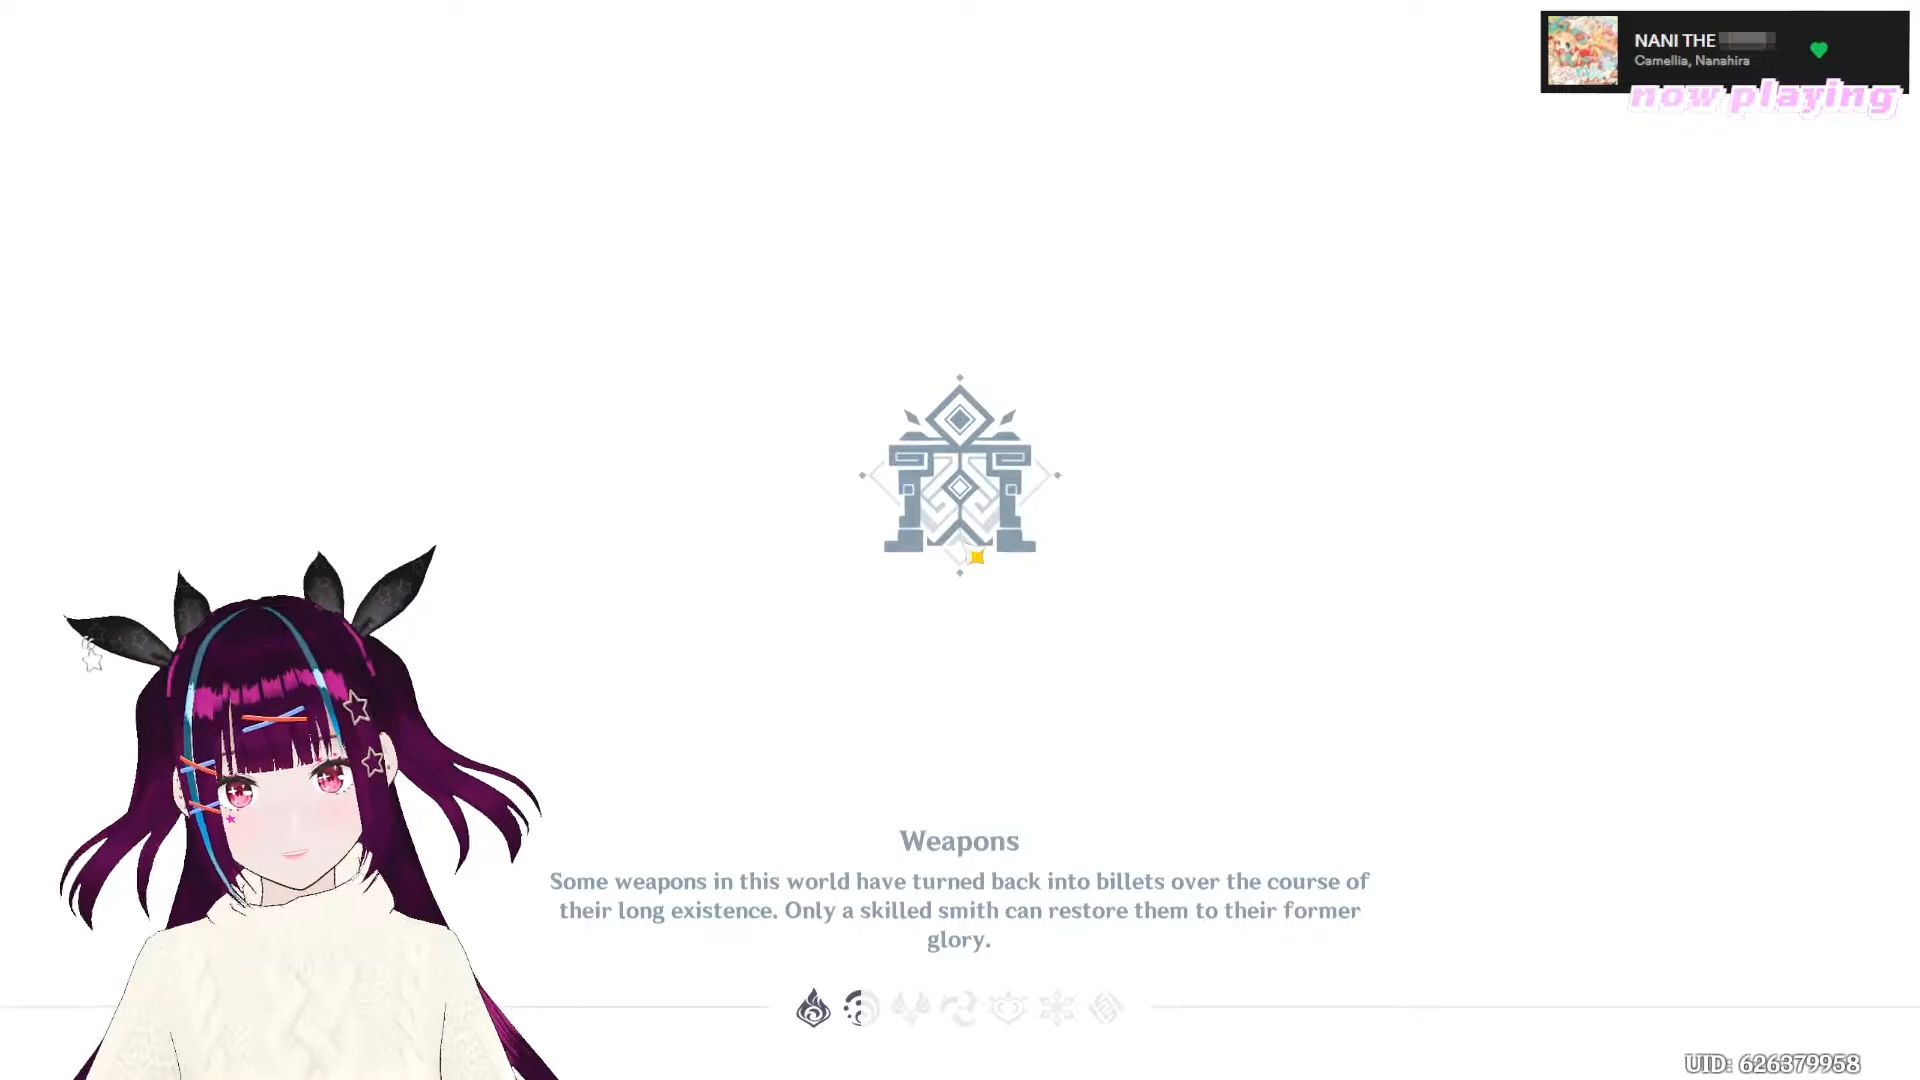 NANI THE
Camellia, Nanahira
now playing
Weapons
Some weapons in this world have turned back into billets over the course of
their long existence. Only a skilled smith can restore them to their former
glory.
UID: 626379958